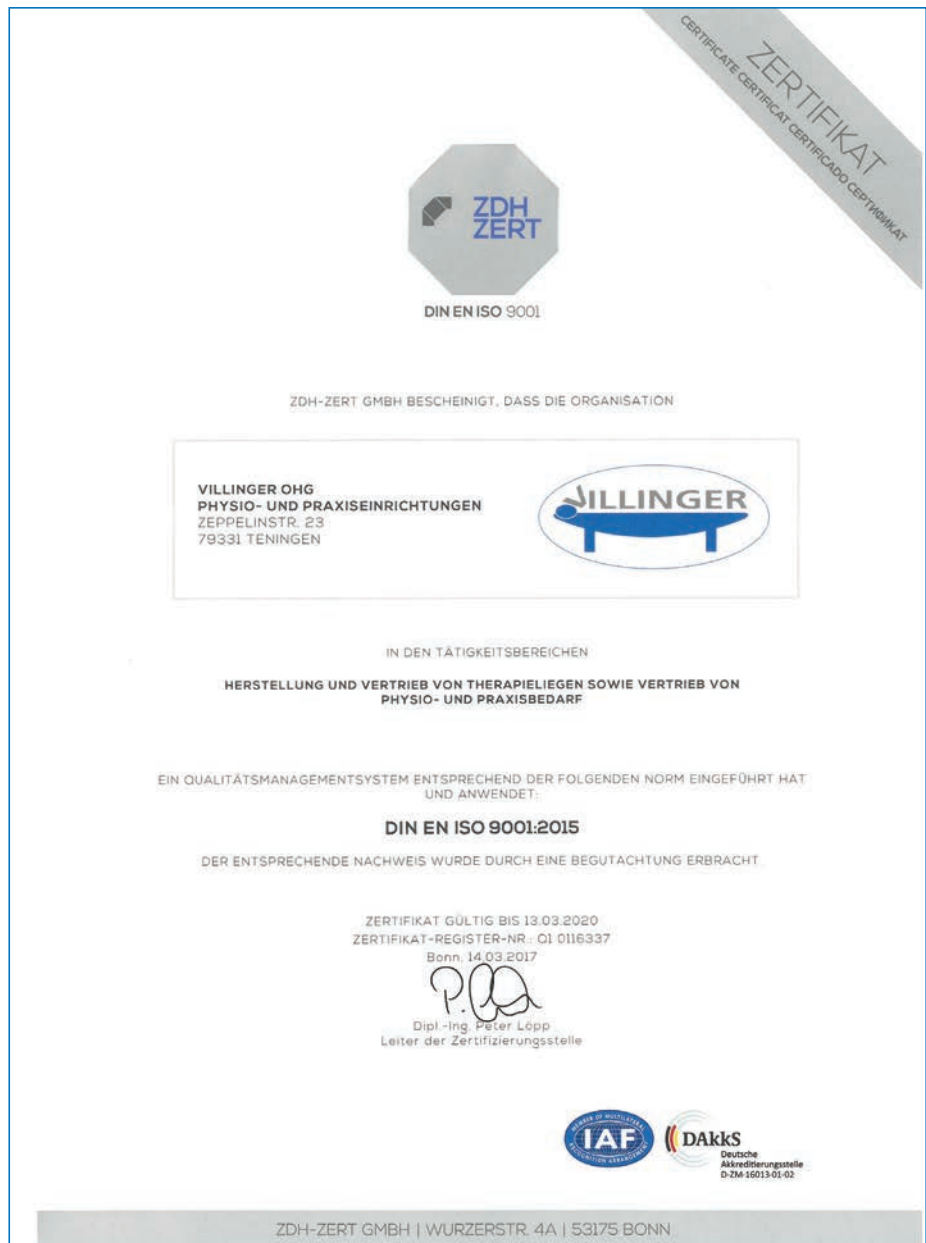 ZERTIFIKAT
CERTIFICATE CERTIFICAT CERTIFICADO СЕРТИФИКАТ
ZDH
ZERT
DIN EN ISO 9001
ZDH-ZERT GMBH BESCHEINIGT, DASS DIE ORGANISATION
VILLINGER OHG
PHYSIO- UND PRAXISEINRICHTUNGEN
ZEPPELINSTR. 23
79331 TENINGEN
VILLINGER
IN DEN TÄTIGKEITSBEREICHEN
HERSTELLUNG UND VERTRIEB VON THERAPIELIEGEN SOWIE VERTRIEB VON
PHYSIO- UND PRAXISBEDARF
EIN QUALITÄTSMANAGEMENTSYSTEM ENTSPRECHEND DER FOLGENDEN NORM EINGEFÜHRT HAT
UND ANWENDET:
DIN EN ISO 9001:2015
DER ENTSPRECHENDE NACHWEIS WURDE DURCH EINE BEGUTACHTUNG ERBRACHT
ZERTIFIKAT GÜLTIG BIS 13.03.2020
ZERTIFIKAT-REGISTER-NR.: Q1 0116337
Bonn, 14.03.2017
Dipl.-Ing. Peter Löpp
Leiter der Zertifizierungsstelle
MEMBER OF MULTILATERAL
IAF
RECOGNITION ARRANGEMENT
DAkkS
Deutsche
Akkreditierungsstelle
D-ZM-16013-01-02
ZDH-ZERT GMBH | WURZERSTR. 4A | 53175 BONN